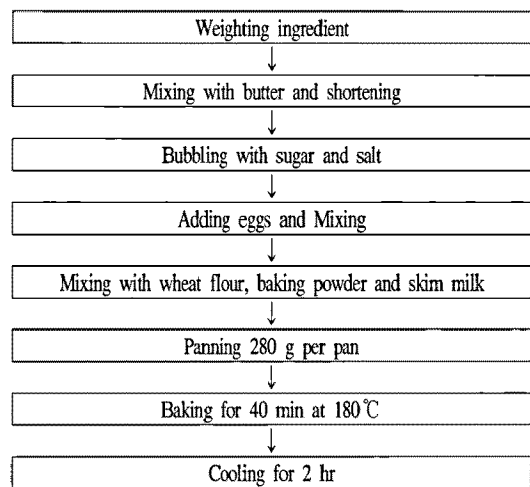 Weighting ingredient
Mixing with butter and shortening
Bubbling with sugar and salt
Adding eggs and Mixing
Mixing with wheat flour, baking powder and skim milk
Panning 280 g per pan
Baking for 40 min at 180℃
Cooling for 2 hr